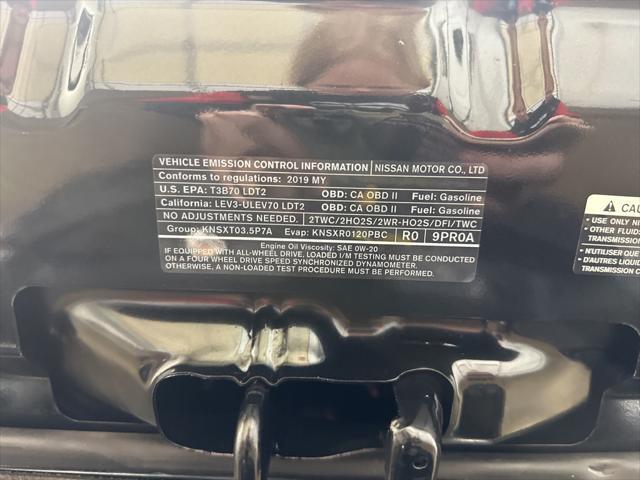 VEHICLE EMISSION CONTROL INFORMATION NISSAN MOTOR CO., LTD
Conforms to regulations: 2019 MY
U.S. EPA: T3B70 LDT2 OBD: CA OBD II Fuel: Gasoline
California: LEV3-ULEV70 LDT2 OBD: CA OBD II Fuel: Gasoline
NO ADJUSTMENTS NEEDED. 2TWC/2HO2S/2WR-HO2S/DFI/TWC
Group: KNSXT03.5P7A Evap: KNSXR0120PBC R0 9PR0A
Engine Oil Viscosity: SAE 0W-20
IF EQUIPPED WITH ALL-WHEEL DRIVE, LOADED I/M TESTING MUST BE CONDUCTED
ON A FOUR WHEEL DRIVE SPEED SYNCHRONIZED DYNAMOMETER.
ALTERNATIVELY, A NON-LOADED TEST PROCEDURE MUST BE PERFORMED.
• USE ONLY
• OTHER FLUIDS
TRANSMISSION
• N'UTILISER QUE
• D'AUTRES LIQUID
TRANSMISSION